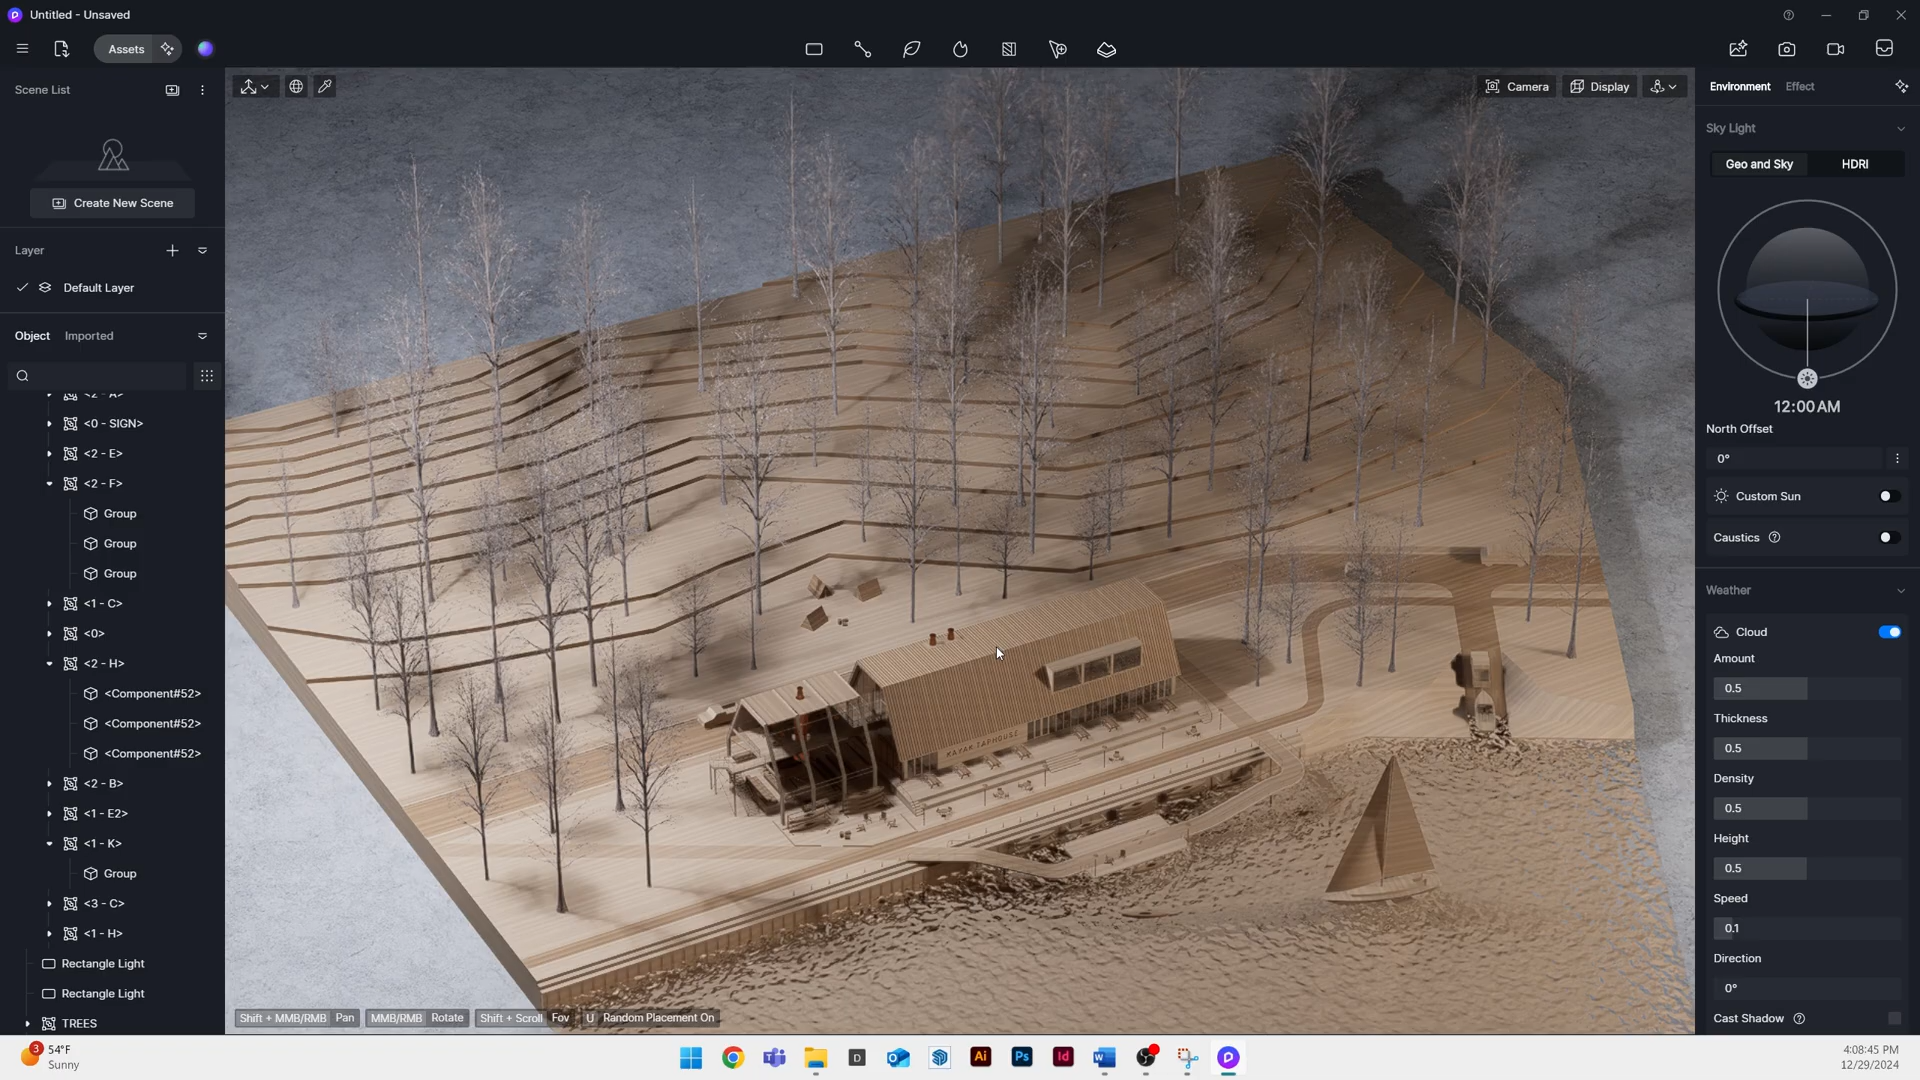 Untitled - Unsaved
Assets
Scene List
Create New Scene
Layer
Default Layer
Object Imported
<0 - SIGN>
<2 - E>
<2 - F>
Group
Group
Group
<1 - C>
<0>
<2 - H>
<Component#52>
<Component#52>
<Component#52>
<2 - B>
<1 - E2>
<1 - K>
Group
<3 - C>
<1 - H>
Rectangle Light
Rectangle Light
TREES
Camera Display
KAYAK TAPHOUSE
Shift + MMB/RMB Pan MMB/RMB Rotate Shift + Scroll Fov U Random Placement On
Environment Effect
Sky Light
Geo and Sky HDRI
12:00 AM
North Offset
0°
Custom Sun
Caustics
Weather
Cloud
Amount
0.5
Thickness
0.5
Density
0.5
Height
0.5
Speed
0.1
Direction
0°
Cast Shadow
3
54°F
Sunny
D
Ai
Ps
Id
W
4:08:45 PM
12/29/2024